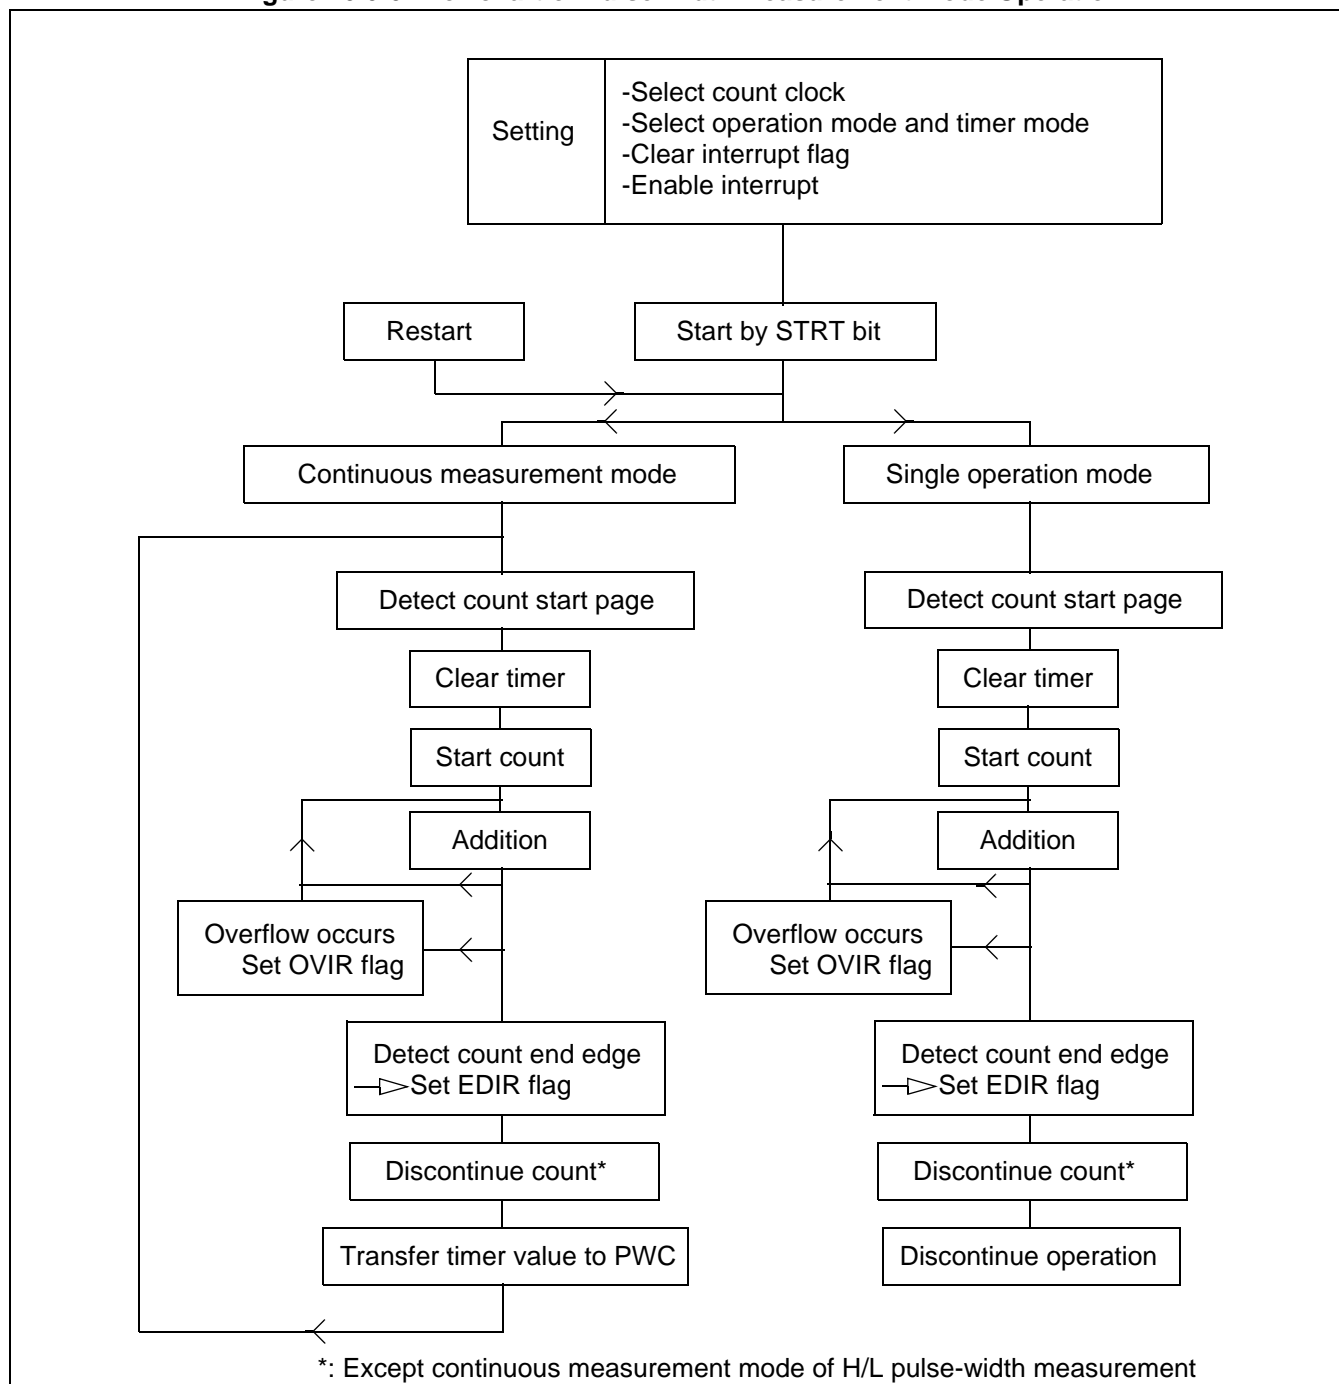 Setting
-Select count clock
-Select operation mode and timer mode
-Clear interrupt flag
-Enable interrupt
Restart
Start by STRT bit
Continuous measurement mode
Single operation mode
Detect count start page
Detect count start page
Clear timer
Clear timer
Start count
Start count
Addition
Addition
Overflow occurs
Set OVIR flag
Overflow occurs
Set OVIR flag
Detect count end edge
Set EDIR flag
Detect count end edge
Set EDIR flag
Discontinue count*
Discontinue count*
Transfer timer value to PWC
Discontinue operation
*: Except continuous measurement mode of H/L pulse-width measurement